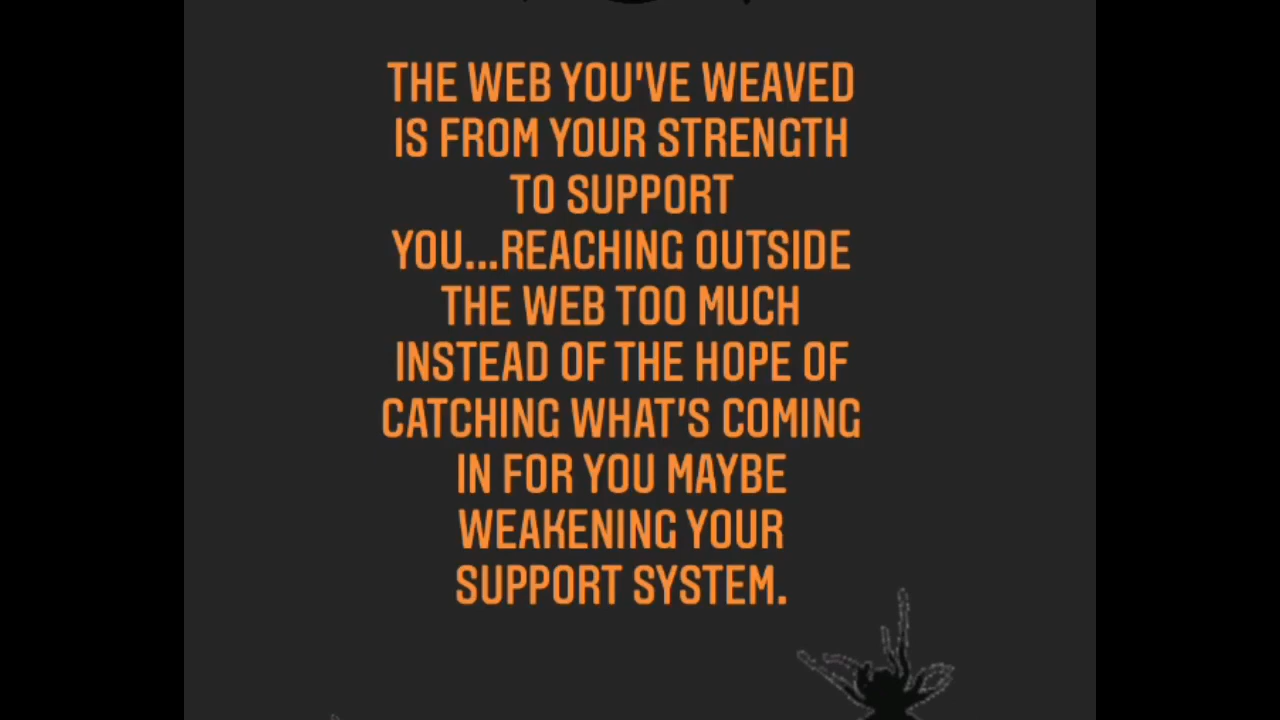 THE WEB YOU'VE WEAVED
IS FROM YOUR STRENGTH
TO SUPPORT
YOU...REACHING OUTSIDE
THE WEB TOO MUCH
INSTEAD OF THE HOPE OF
CATCHING WHAT'S COMING
IN FOR YOU MAYBE
WEAKENING YOUR
SUPPORT SYSTEM.